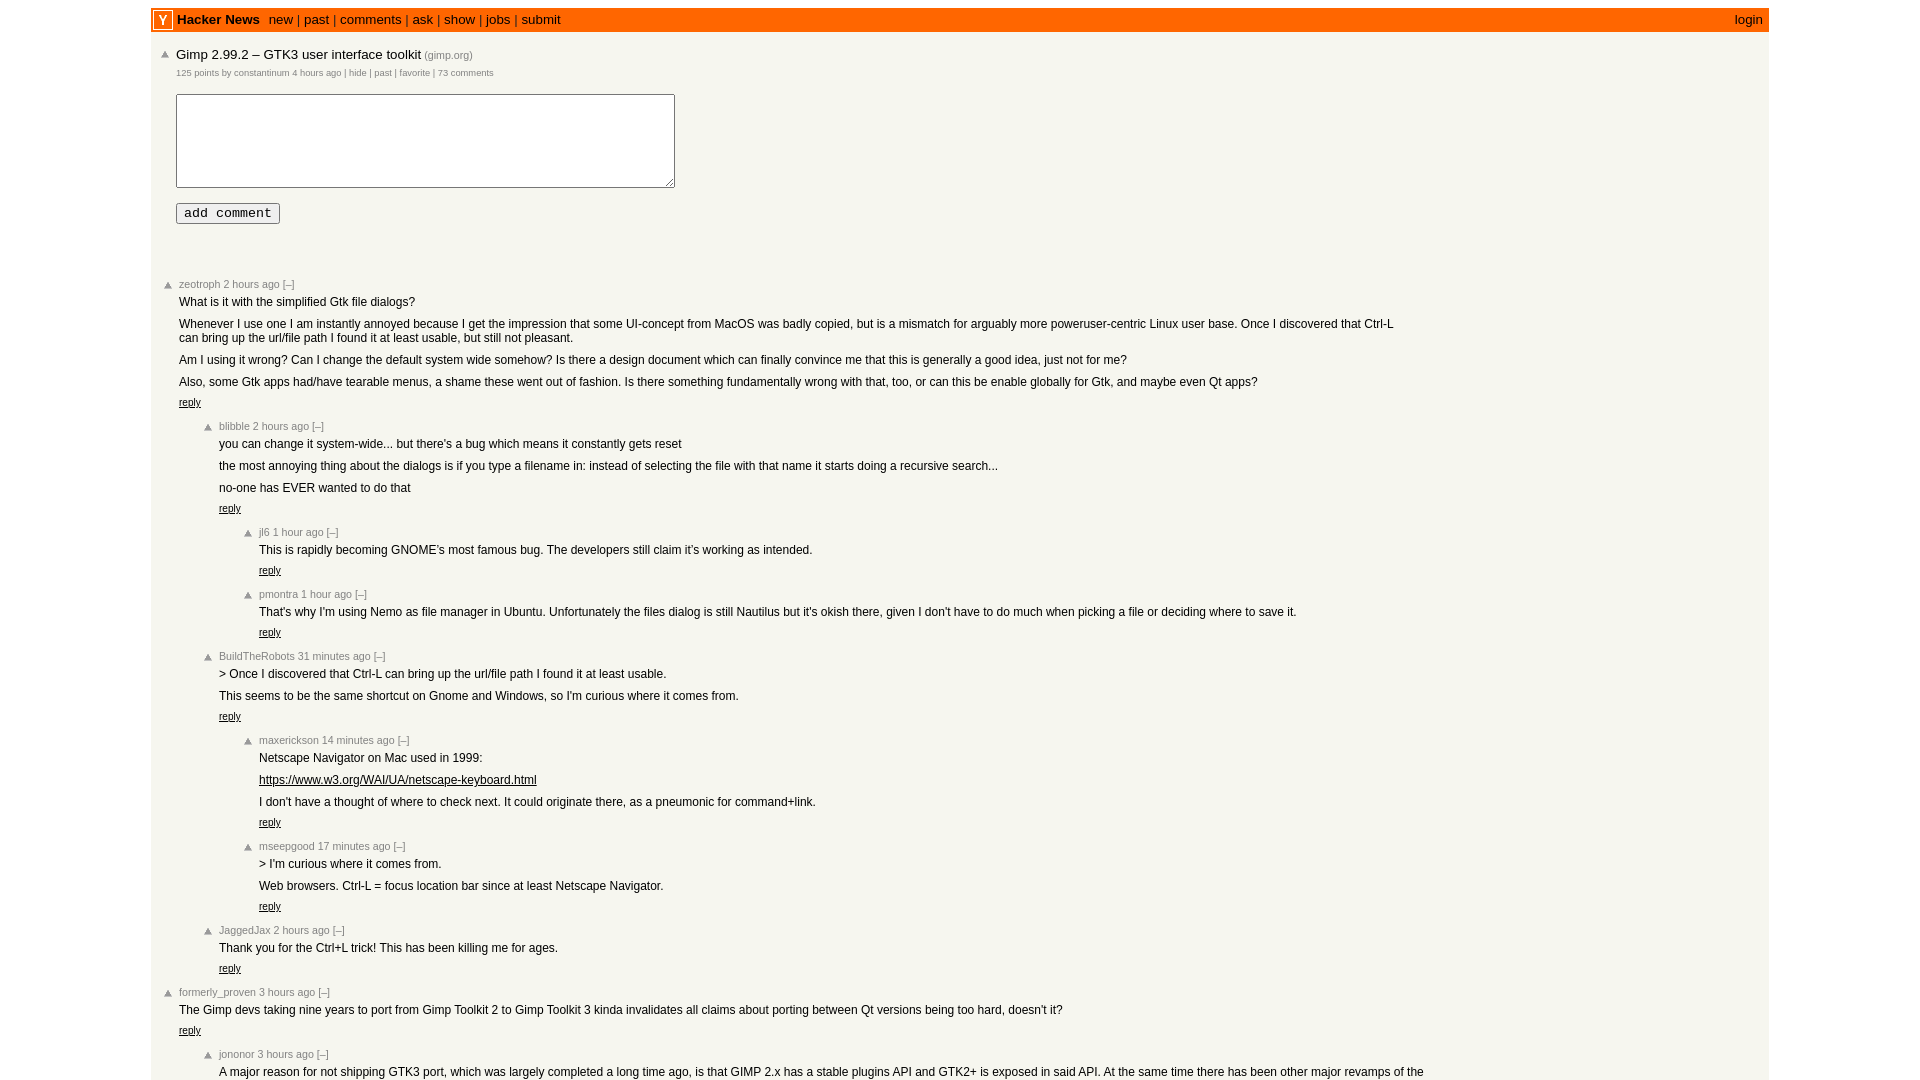 Y Hacker News new | past | comments | ask | show | jobs | submit login
Gimp 2.99.2 – GTK3 user interface toolkit (gimp.org)
125 points by constantinum 4 hours ago | hide | past | favorite | 73 comments
add comment
zeotroph 2 hours ago [–]
What is it with the simplified Gtk file dialogs?
Whenever I use one I am instantly annoyed because I get the impression that some UI-concept from MacOS was badly copied, but is a mismatch for arguably more poweruser-centric Linux user base. Once I discovered that Ctrl-L
can bring up the url/file path I found it at least usable, but still not pleasant.
Am I using it wrong? Can I change the default system wide somehow? Is there a design document which can finally convince me that this is generally a good idea, just not for me?
Also, some Gtk apps had/have tearable menus, a shame these went out of fashion. Is there something fundamentally wrong with that, too, or can this be enable globally for Gtk, and maybe even Qt apps?
reply
blibble 2 hours ago [–]
you can change it system-wide... but there's a bug which means it constantly gets reset
the most annoying thing about the dialogs is if you type a filename in: instead of selecting the file with that name it starts doing a recursive search...
no-one has EVER wanted to do that
reply
jl6 1 hour ago [–]
This is rapidly becoming GNOME’s most famous bug. The developers still claim it’s working as intended.
reply
pmontra 1 hour ago [–]
That's why I'm using Nemo as file manager in Ubuntu. Unfortunately the files dialog is still Nautilus but it's okish there, given I don't have to do much when picking a file or deciding where to save it.
reply
BuildTheRobots 31 minutes ago [–]
> Once I discovered that Ctrl-L can bring up the url/file path I found it at least usable.
This seems to be the same shortcut on Gnome and Windows, so I'm curious where it comes from.
reply
maxerickson 14 minutes ago [–]
Netscape Navigator on Mac used in 1999:
https://www.w3.org/WAI/UA/netscape-keyboard.html
I don't have a thought of where to check next. It could originate there, as a pneumonic for command+link.
reply
mseepgood 17 minutes ago [–]
> I'm curious where it comes from.
Web browsers. Ctrl-L = focus location bar since at least Netscape Navigator.
reply
JaggedJax 2 hours ago [–]
Thank you for the Ctrl+L trick! This has been killing me for ages.
reply
formerly_proven 3 hours ago [–]
The Gimp devs taking nine years to port from Gimp Toolkit 2 to Gimp Toolkit 3 kinda invalidates all claims about porting between Qt versions being too hard, doesn't it?
reply
jononor 3 hours ago [–]
A major reason for not shipping GTK3 port, which was largely completed a long time ago, is that GIMP 2.x has a stable plugins API and GTK2+ is exposed in said API. At the same time there has been other major revamps of the